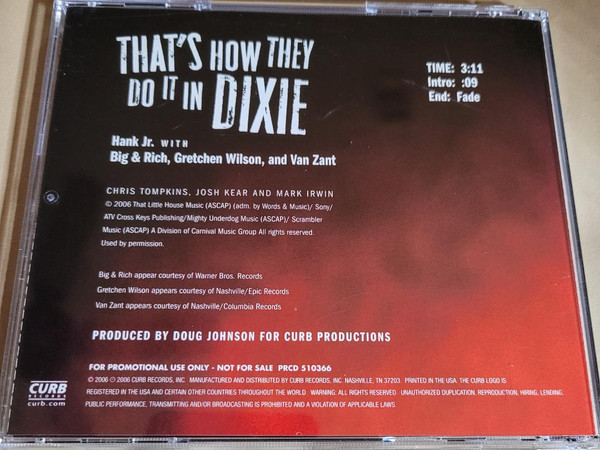 THAT'S HOW THEY
DO IT IN DIXIE
TIME: 3:11
Intro: :09
End: Fade
Hank Jr. WITH
Big & Rich, Gretchen Wilson, and Van Zant
CHRIS TOMPKINS, JOSH KEAR AND MARK IRWIN
© 2006 That Little House Music (ASCAP) (adm. by Words & Music)/ Sony/
ATV Cross Keys Publishing/Mighty Underdog Music (ASCAP)/ Scrambler
Music (ASCAP) A Division of Carnival Music Group All rights reserved.
Used by permission.
Big & Rich appear courtesy of Warner Bros. Records
Gretchen Wilson appears courtesy of Nashville/Epic Records
Van Zant appears courtesy of Nashville/Columbia Records
PRODUCED BY DOUG JOHNSON FOR CURB PRODUCTIONS
FOR PROMOTIONAL USE ONLY - NOT FOR SALE PRCD 510366
© 2006 ℗ 2006 CURB RECORDS, INC. MANUFACTURED AND DISTRIBUTED BY CURB RECORDS, INC. NASHVILLE, TN 37203. PRINTED IN THE USA. THE CURB LOGO IS
REGISTERED IN THE USA AND CERTAIN OTHER COUNTRIES THROUGHOUT THE WORLD. WARNING: ALL RIGHTS RESERVED. UNAUTHORIZED DUPLICATION, REPRODUCTION, HIRING, LENDING,
PUBLIC PERFORMANCE, TRANSMITTING AND/OR BROADCASTING IS PROHIBITED AND A VIOLATION OF APPLICABLE LAWS.
CURB
RECORDS
curb.com